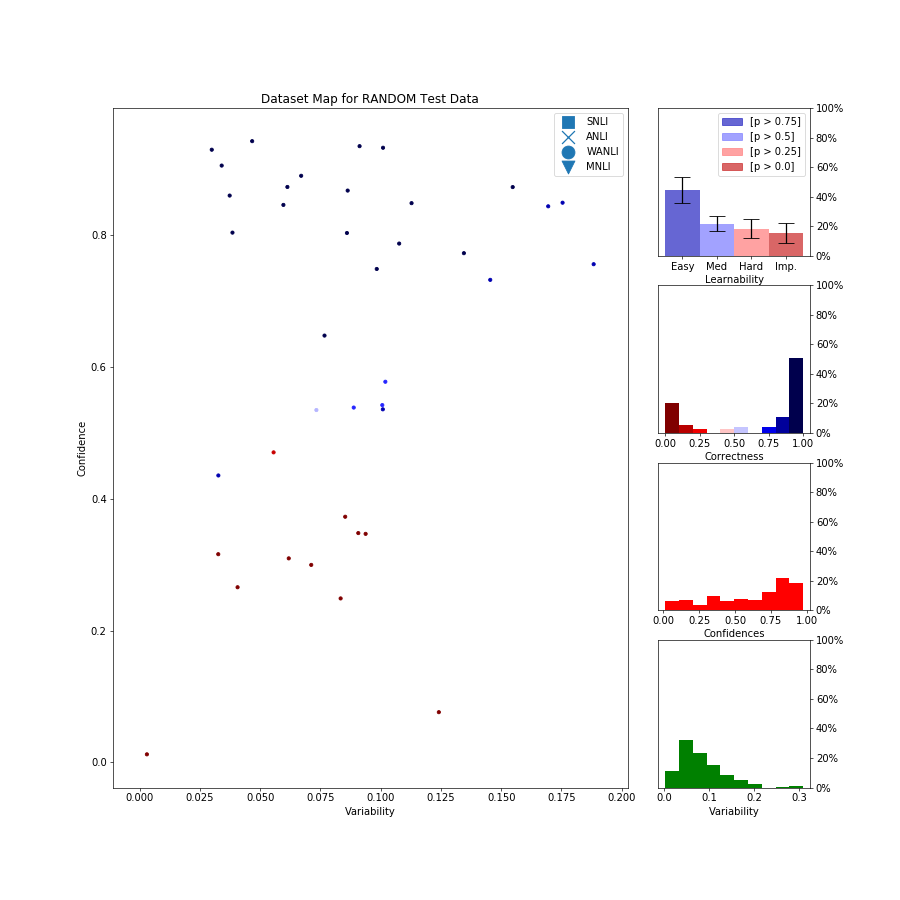 Dataset Map for RANDOM Test Data
SNLI
ANLI
WANLI
MNLI
0.8
0.6
0.4
0.2
0.0
Confidence
0.000 0.025 0.050 0.075 0.100 0.125 0.150 0.175 0.200
Variability
[p > 0.75]
[p > 0.5]
[p > 0.25]
[p > 0.0]
100%
80%
60%
40%
20%
0%
Easy Med Hard Imp.
Learnability
100%
80%
60%
40%
20%
0%
0.00 0.25 0.50 0.75 1.00
Correctness
100%
80%
60%
40%
20%
0%
0.00 0.25 0.50 0.75 1.00
Confidences
100%
80%
60%
40%
20%
0%
0.0 0.1 0.2 0.3
Variability